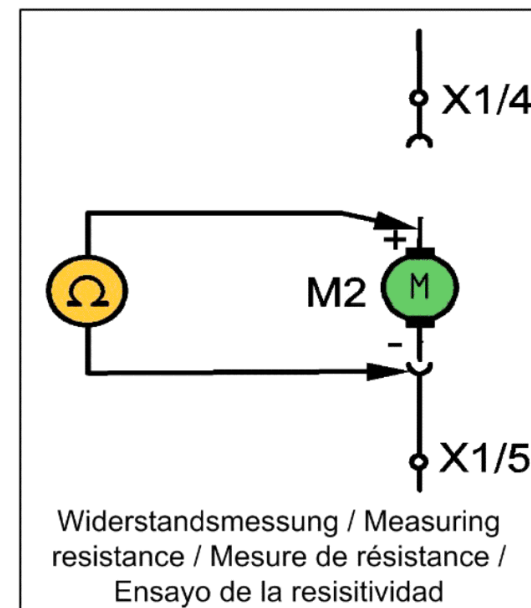 X1/4
+
Ω
M2
M
-
X1/5
Widerstandsmessung / Measuring
resistance / Mesure de résistance /
Ensayo de la resisitividad